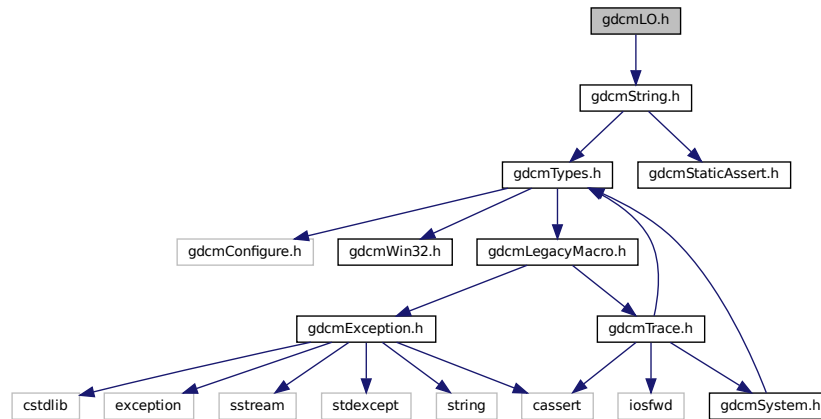 gdcmLO.h
gdcmString.h
gdcmTypes.h
gdcmStaticAssert.h
gdcmConfigure.h
gdcmWin32.h
gdcmLegacyMacro.h
gdcmException.h
gdcmTrace.h
cstdlib
exception
sstream
stdexcept
string
cassert
iosfwd
gdcmSystem.h